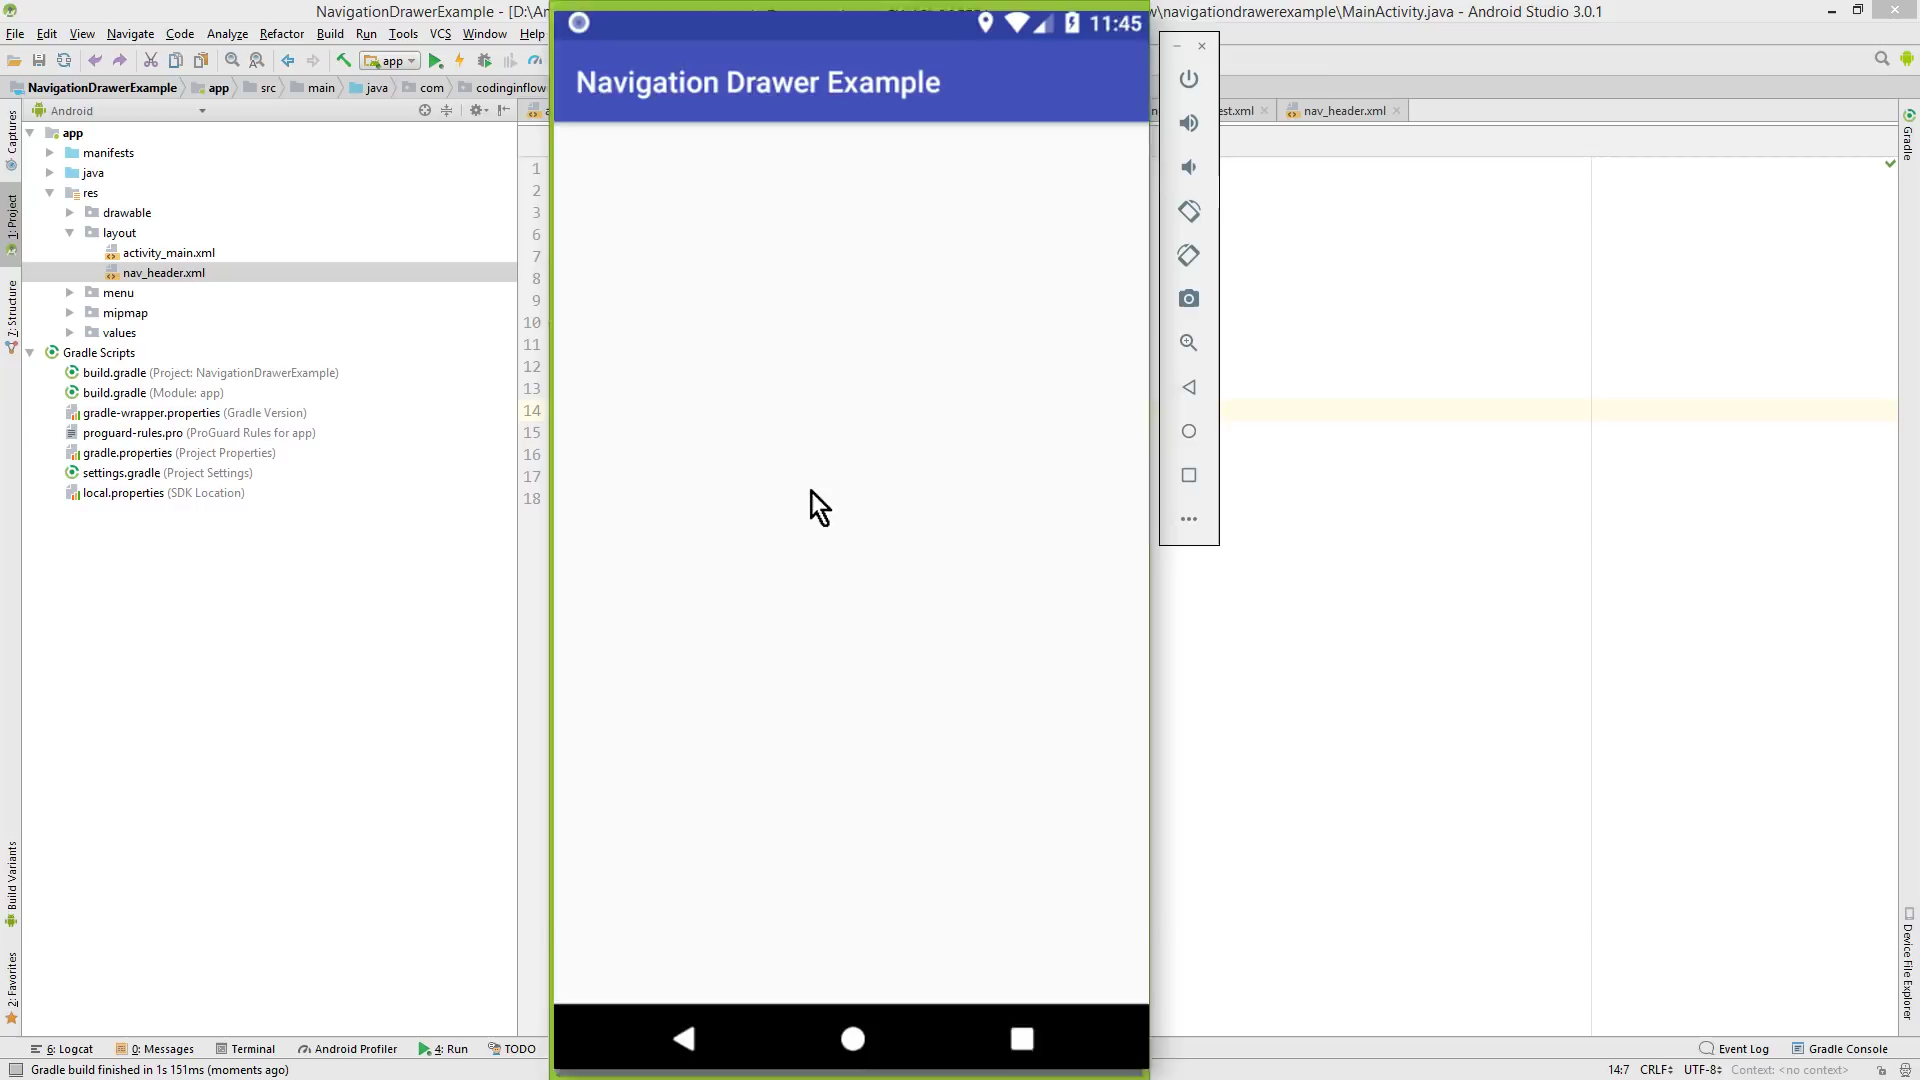 NavigationDrawerExample - [D:\An
w\navigationdrawerexample\MainActivity.java - Android Studio 3.0.1
File Edit View Navigate Code Analyze Refactor Build Run Tools VCS Window Help
app
NavigationDrawerExample app src main java com codinginflow
est.xml nav_header.xml
Android
11:45
Navigation Drawer Example
app
manifests
java
res
drawable
layout
activity_main.xml
nav_header.xml
menu
mipmap
values
Gradle Scripts
build.gradle (Project: NavigationDrawerExample)
build.gradle (Module: app)
gradle-wrapper.properties (Gradle Version)
proguard-rules.pro (ProGuard Rules for app)
gradle.properties (Project Properties)
settings.gradle (Project Settings)
local.properties (SDK Location)
1
2
3
6
7
8
9
10
11
12
13
14
15
16
17
18
Captures
1: Project
7: Structure
Build Variants
2: Favorites
Gradle
Device File Explorer
6: Logcat 0: Messages Terminal Android Profiler 4: Run TODO
Event Log Gradle Console
Gradle build finished in 1s 151ms (moments ago)
14:7 CRLF UTF-8 Context: <no context>